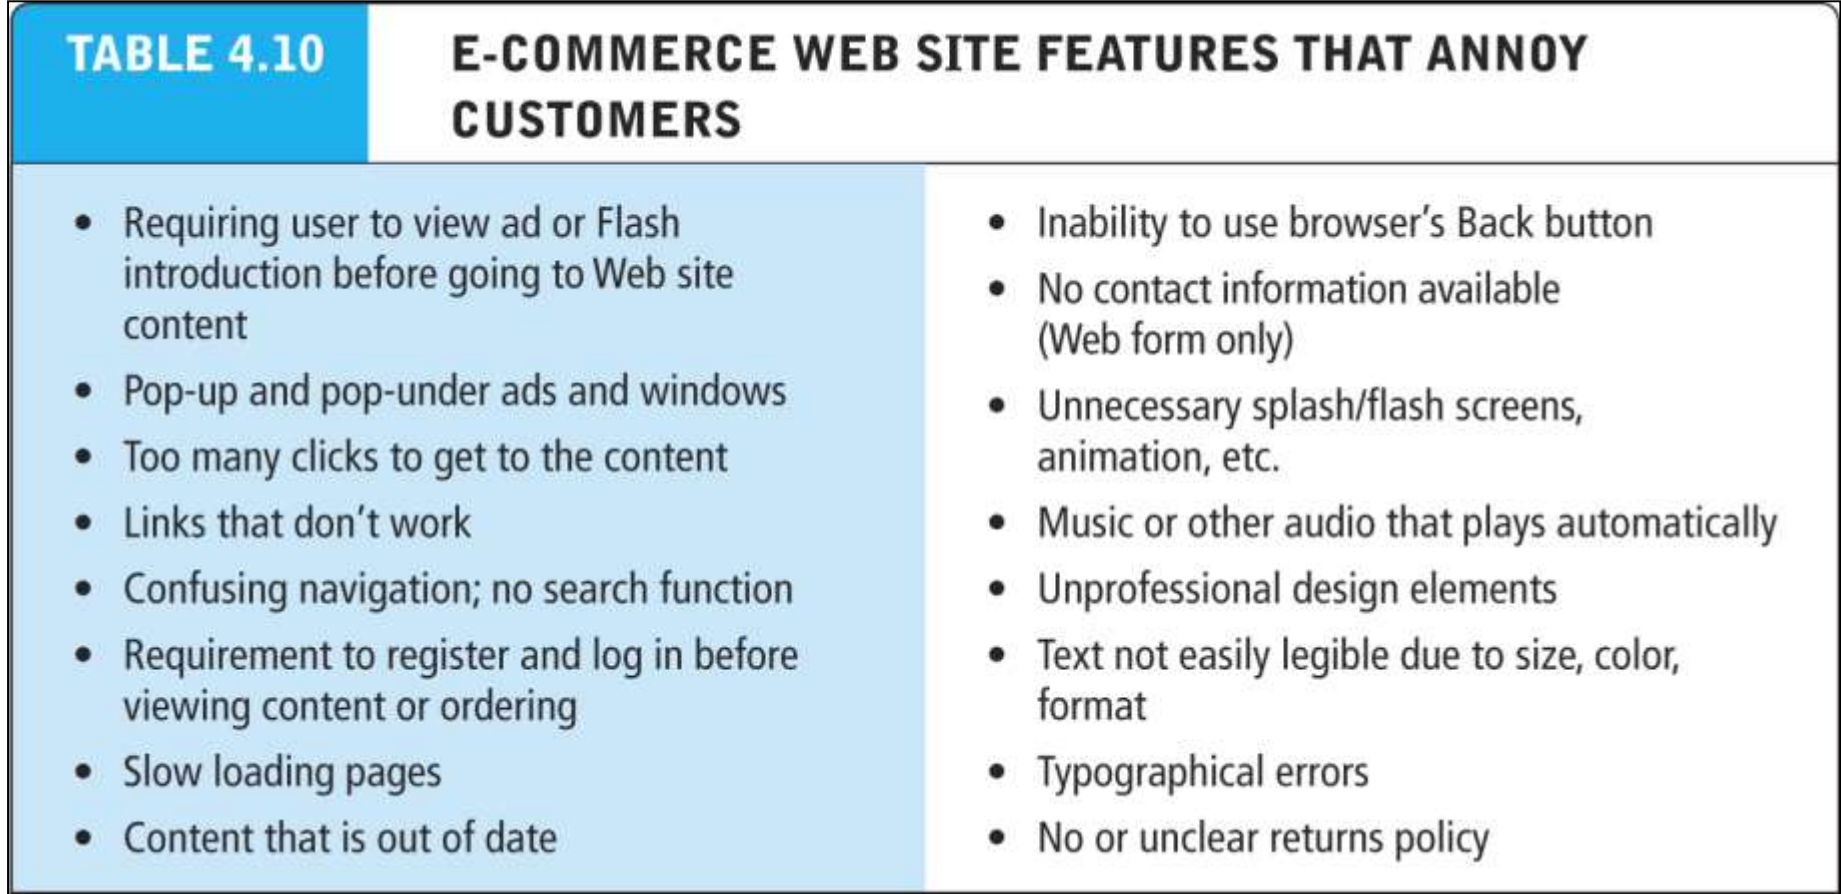 TABLE 4.10
E-COMMERCE WEB SITE FEATURES THAT ANNOY
CUSTOMERS
• Requiring user to view ad or Flash
introduction before going to Web site
content
• Pop-up and pop-under ads and windows
• Too many clicks to get to the content
• Links that don’t work
• Confusing navigation; no search function
• Requirement to register and log in before
viewing content or ordering
• Slow loading pages
• Content that is out of date
• Inability to use browser’s Back button
• No contact information available
(Web form only)
• Unnecessary splash/flash screens,
animation, etc.
• Music or other audio that plays automatically
• Unprofessional design elements
• Text not easily legible due to size, color,
format
• Typographical errors
• No or unclear returns policy